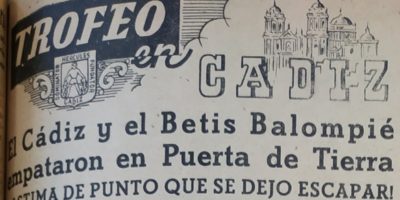 TROFEO
en
CADIZ
El Cádiz y el Betis Balompié
empataron en Puerta de Tierra
DE PUNTO QUE SE DEJO ESCAPAR!